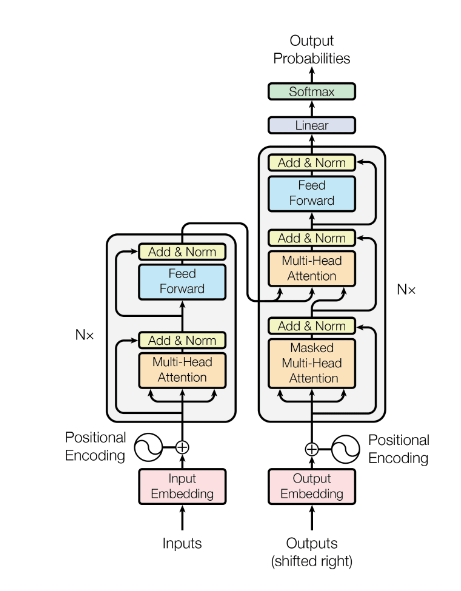 Output
Probabilities
Softmax
Linear
Add & Norm
Feed
Forward
Add & Norm
Multi-Head
Attention
Add & Norm
Masked
Multi-Head
Attention
N×
Add & Norm
Feed
Forward
Add & Norm
Multi-Head
Attention
N×
Positional
Encoding
Positional
Encoding
Input
Embedding
Output
Embedding
Inputs
Outputs
(shifted right)